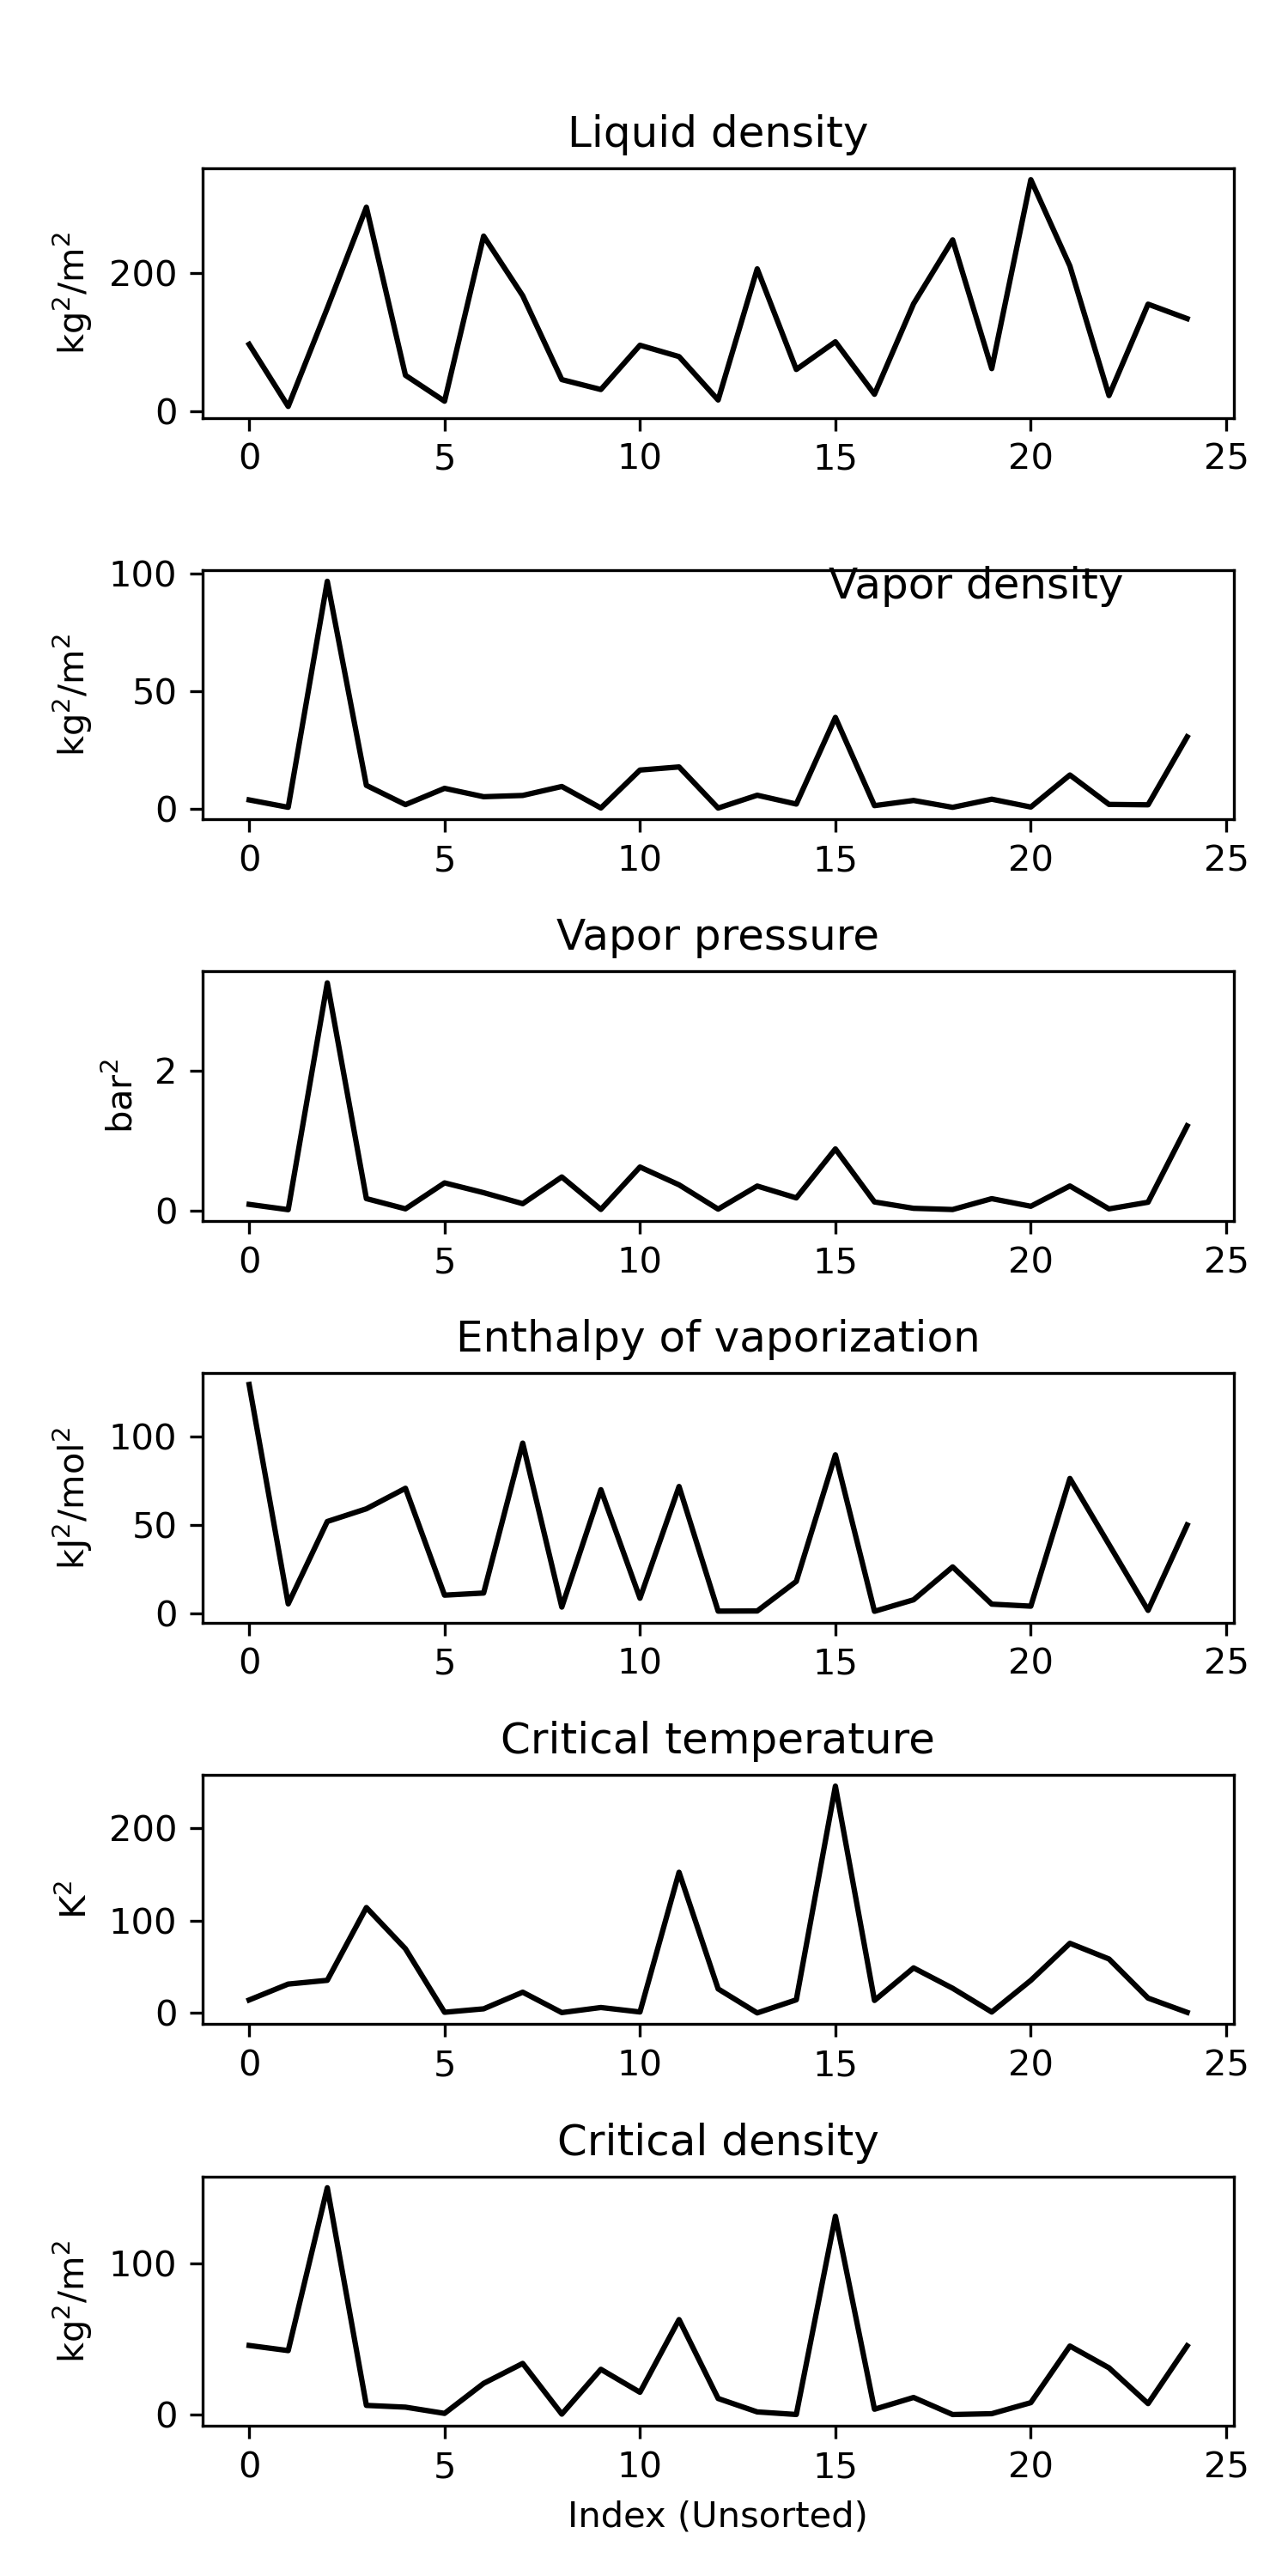 Liquid density
kg²/m²
200
0
0 5 10 15 20 25
Vapor density
kg²/m²
100
50
0
0 5 10 15 20 25
Vapor pressure
bar²
2
0
0 5 10 15 20 25
Enthalpy of vaporization
kJ²/mol²
100
50
0
0 5 10 15 20 25
Critical temperature
K²
200
100
0
0 5 10 15 20 25
Critical density
kg²/m²
100
0
0 5 10 15 20 25
Index (Unsorted)